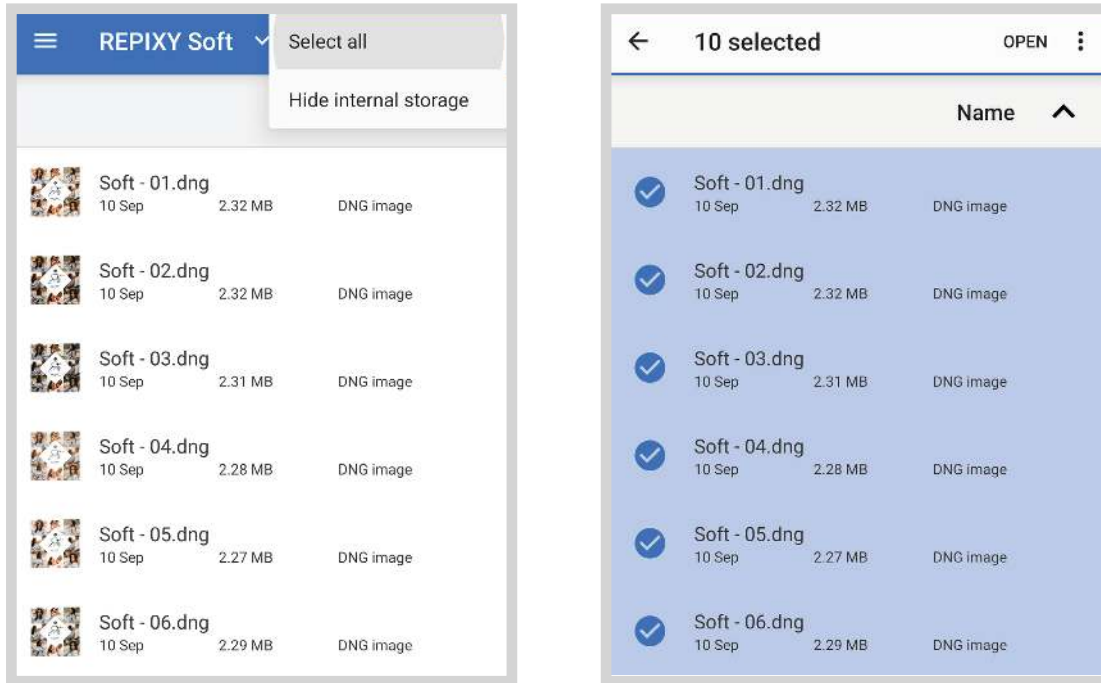 REPIXY Soft
Select all
Hide internal storage
Soft - 01.dng
10 Sep 2.32 MB DNG image
Soft - 02.dng
10 Sep 2.32 MB DNG image
Soft - 03.dng
10 Sep 2.31 MB DNG image
Soft - 04.dng
10 Sep 2.28 MB DNG image
Soft - 05.dng
10 Sep 2.27 MB DNG image
Soft - 06.dng
10 Sep 2.29 MB DNG image
10 selected OPEN
Name
Soft - 01.dng
10 Sep 2.32 MB DNG image
Soft - 02.dng
10 Sep 2.32 MB DNG image
Soft - 03.dng
10 Sep 2.31 MB DNG image
Soft - 04.dng
10 Sep 2.28 MB DNG image
Soft - 05.dng
10 Sep 2.27 MB DNG image
Soft - 06.dng
10 Sep 2.29 MB DNG image